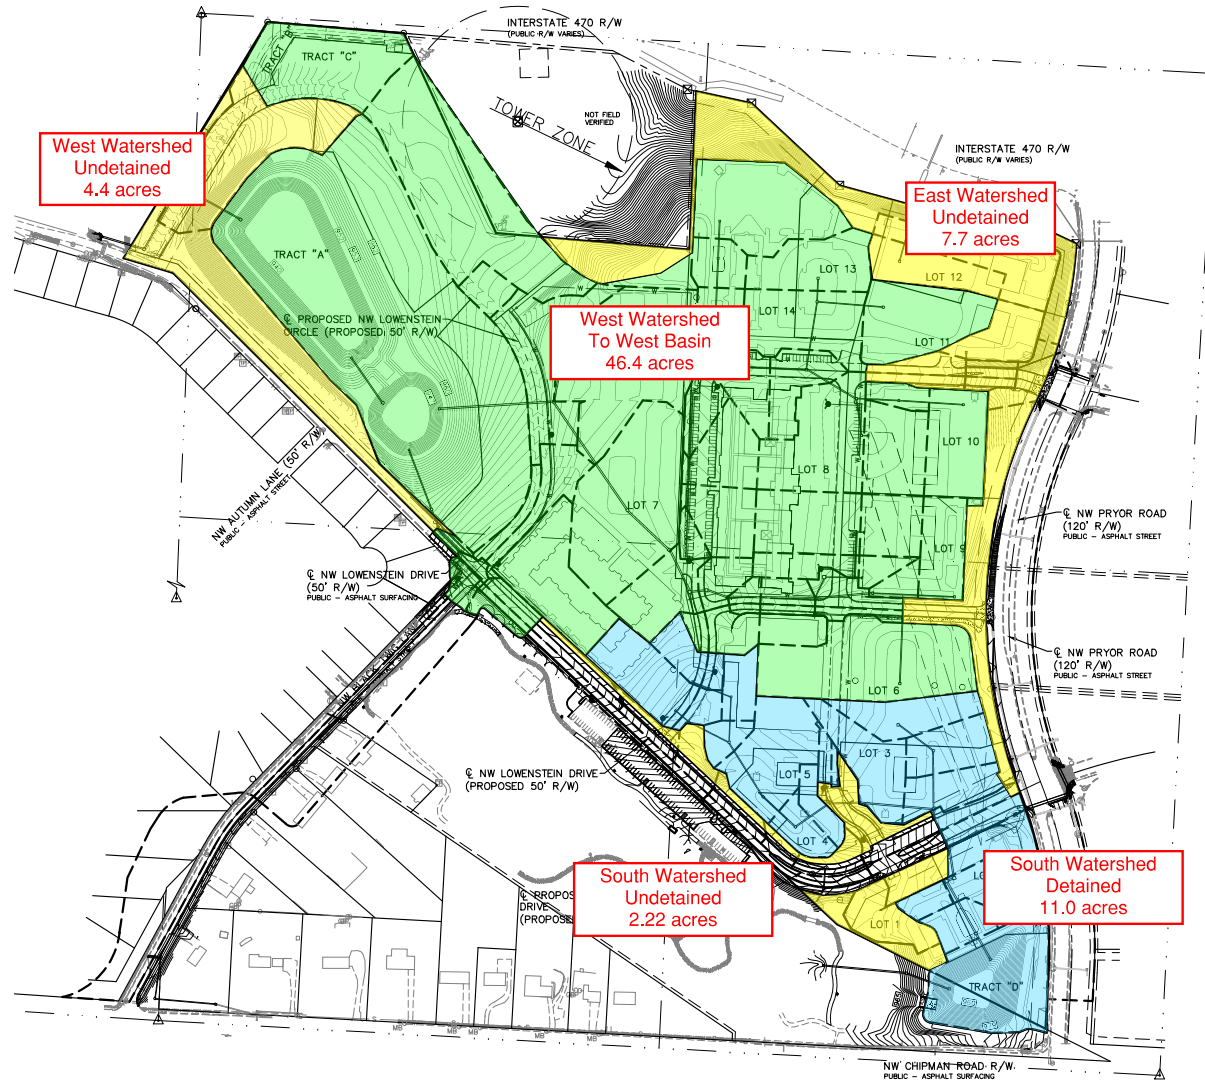 INTERSTATE 470 R/W
(PUBLIC R/W VARIES)
TRACT "B"
TRACT "C"
TOWER ZONE
NOT FIELD
VERIFIED
West Watershed
Undetained
4.4 acres
INTERSTATE 470 R/W
(PUBLIC R/W VARIES)
East Watershed
Undetained
7.7 acres
TRACT "A"
LOT 13
LOT 12
LOT 14
LOT 11
℄ PROPOSED NW LOWENSTEIN
CIRCLE (PROPOSED 50' R/W)
West Watershed
To West Basin
46.4 acres
W
W
W
LOT 10
LOT 8
LOT 7
LOT 9
NW AUTUMN LANE (50' R/W)
PUBLIC - ASPHALT STREET
℄ NW PRYOR ROAD
(120' R/W)
PUBLIC - ASPHALT STREET
℄ NW LOWENSTEIN DRIVE
(50' R/W)
PUBLIC - ASPHALT SURFACING
℄ NW PRYOR ROAD
(120' R/W)
PUBLIC - ASPHALT STREET
LOT 6
LOT 3
LOT 5
℄ NW LOWENSTEIN DRIVE
(PROPOSED 50' R/W)
LOT 4
South Watershed
Undetained
2.22 acres
South Watershed
Detained
11.0 acres
DRIVE
LOT 1
TRACT "D"
MB
MB
MB
NW CHIPMAN ROAD R/W
PUBLIC - ASPHALT SURFACING